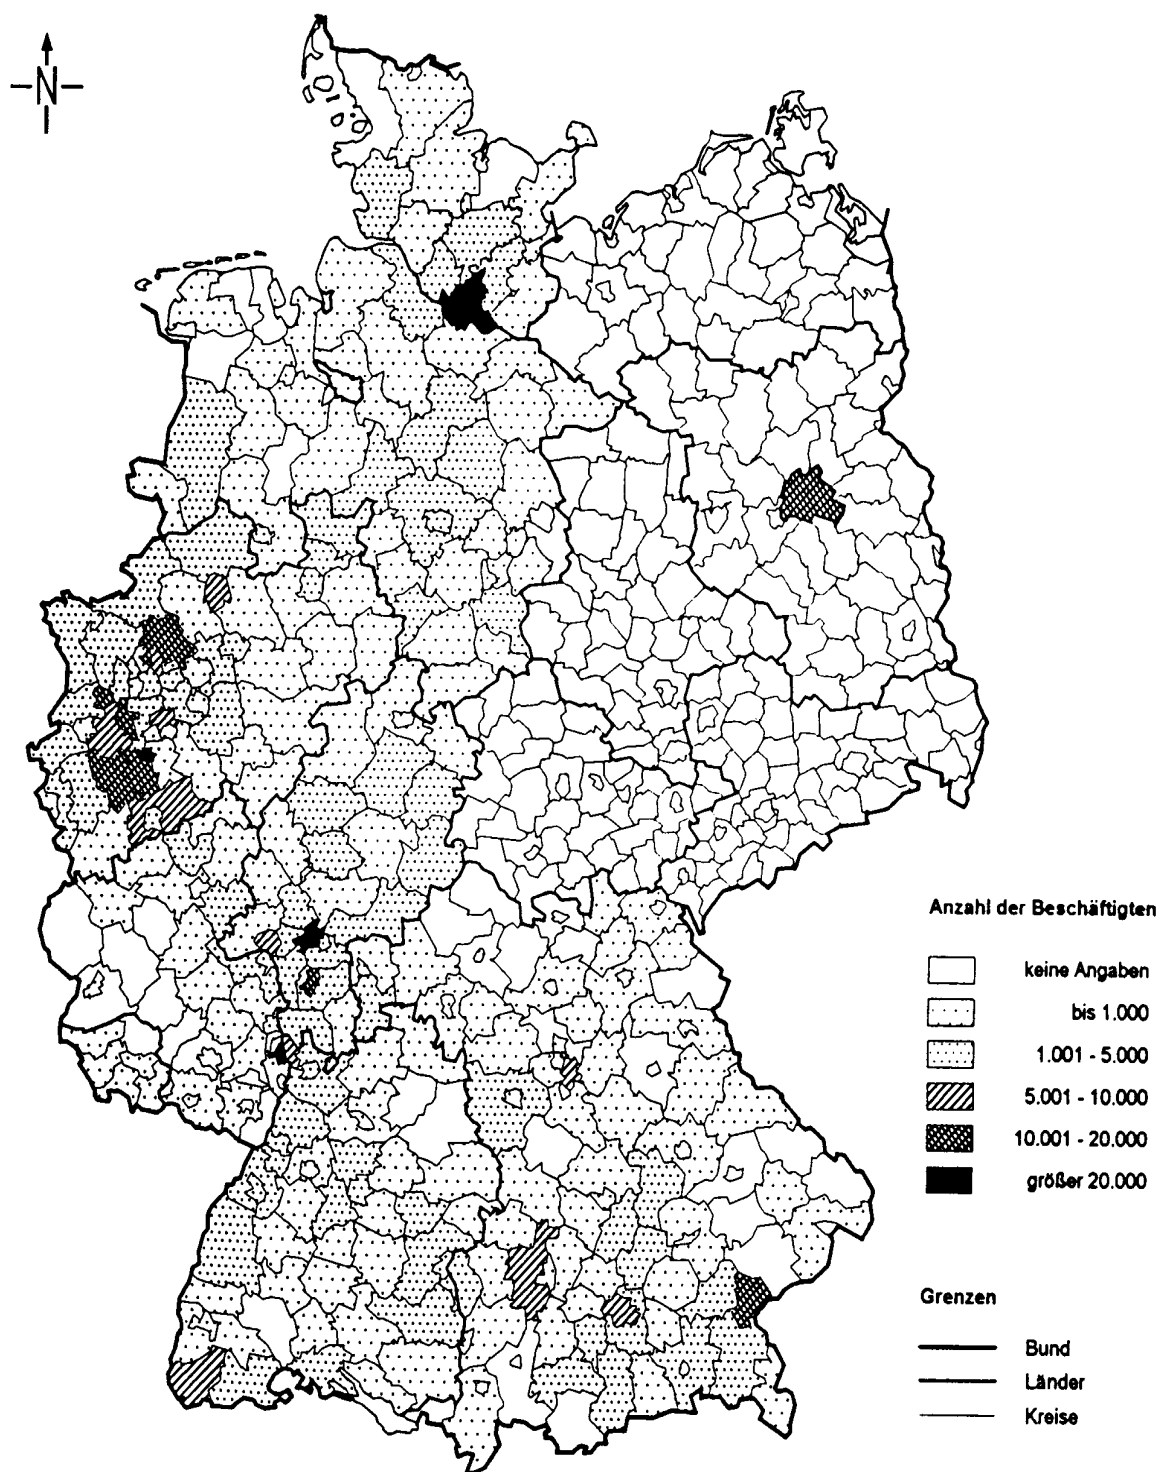 N
Anzahl der Beschäftigten
keine Angaben
bis 1.000
1.001 - 5.000
5.001 - 10.000
10.001 - 20.000
größer 20.000
Grenzen
Bund
Länder
Kreise